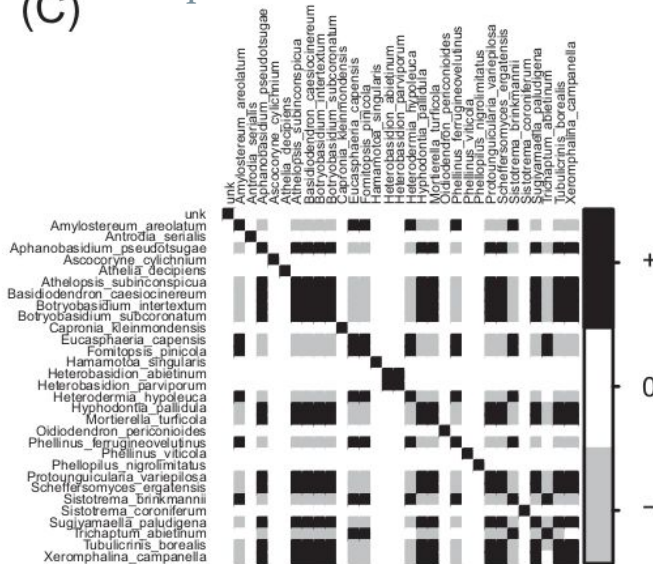 (C)
unk
Amylostereum_areolatum
Antrodia_serialis
Aphanobasidium_pseudotsugae
Ascocoryne_cylichnium
Athelia_decipiens
Athelopsis_subinconspicua
Basidiodendron_caesiocinereum
Botryobasidium_intertextum
Botryobasidium_subcoronatum
Capronia_kleinmondensis
Eucasphaeria_capensis
Fomitopsis_pinicola
Hamamotoa_singularis
Heterobasidion_abietinum
Heterobasidion_parviporum
Heterodermia_hypoleuca
Hyphodontia_pallidula
Mortierella_turficola
Oidiodendron_periconioides
Phellinus_ferrugineovelutinus
Phellinus_viticola
Phellopilus_nigrolimitatus
Protounguicularia_variepilosa
Scheffersomyces_ergatensis
Sistotrema_brinkmannii
Sistotrema_coroniferum
Sugiyamaella_paludigena
Trichaptum_abietinum
Tubulicrinis_borealis
Xeromphalina_campanella
unk
Amylostereum_areolatum
Antrodia_serialis
Aphanobasidium_pseudotsugae
Ascocoryne_cylichnium
Athelia_decipiens
Athelopsis_subinconspicua
Basidiodendron_caesiocinereum
Botryobasidium_intertextum
Botryobasidium_subcoronatum
Capronia_kleinmondensis
Eucasphaeria_capensis
Fomitopsis_pinicola
Hamamotoa_singularis
Heterobasidion_abietinum
Heterobasidion_parviporum
Heterodermia_hypoleuca
Hyphodontia_pallidula
Mortierella_turficola
Oidiodendron_periconioides
Phellinus_ferrugineovelutinus
Phellinus_viticola
Phellopilus_nigrolimitatus
Protounguicularia_variepilosa
Scheffersomyces_ergatensis
Sistotrema_brinkmannii
Sistotrema_coroniferum
Sugiyamaella_paludigena
Trichaptum_abietinum
Tubulicrinis_borealis
Xeromphalina_campanella
+
0
−